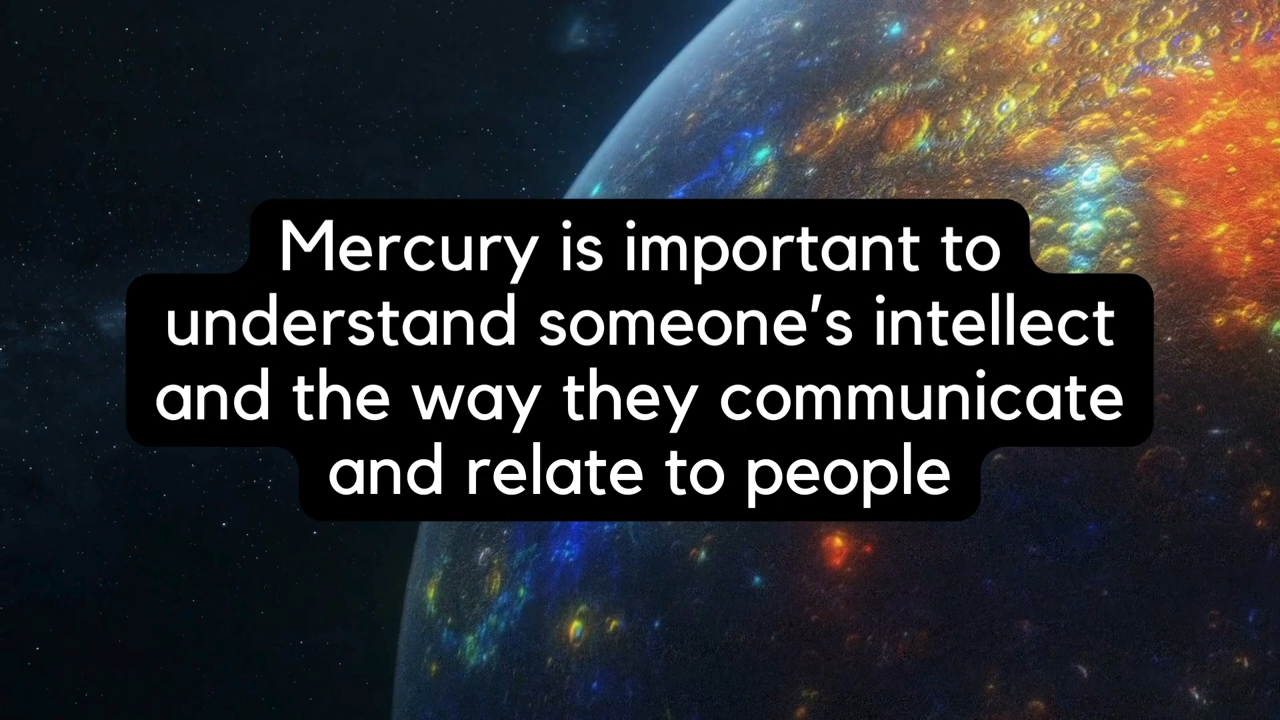 Mercury is important to
understand someone’s intellect
and the way they communicate
and relate to people